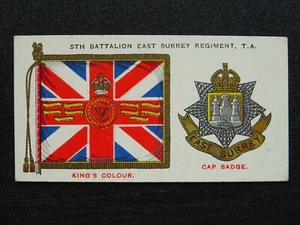 5TH BATTALION EAST SURREY REGIMENT, T.A.
EAST SURREY
KING'S COLOUR.
CAP BADGE.